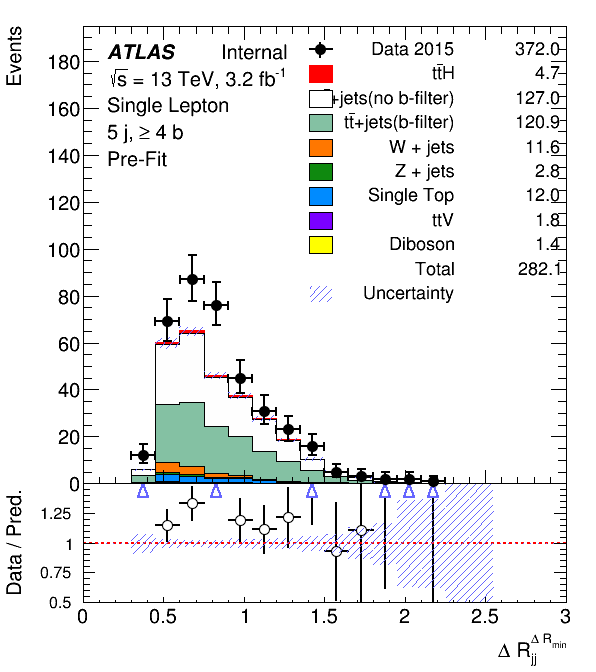 Events
ATLAS Internal
√s = 13 TeV, 3.2 fb-1
Single Lepton
5 j, ≥ 4 b
Pre-Fit
Data 2015 372.0
tt̄H 4.7
+jets(no b-filter) 127.0
tt̄+jets(b-filter) 120.9
W + jets 11.6
Z + jets 2.8
Single Top 12.0
ttV 1.8
Diboson 1.4
Total 282.1
Uncertainty
180
160
140
120
100
80
60
40
20
0
Data / Pred.
1.25
1
0.75
0.5
0 0.5 1 1.5 2 2.5 3
Δ R_jj^Δ R_min